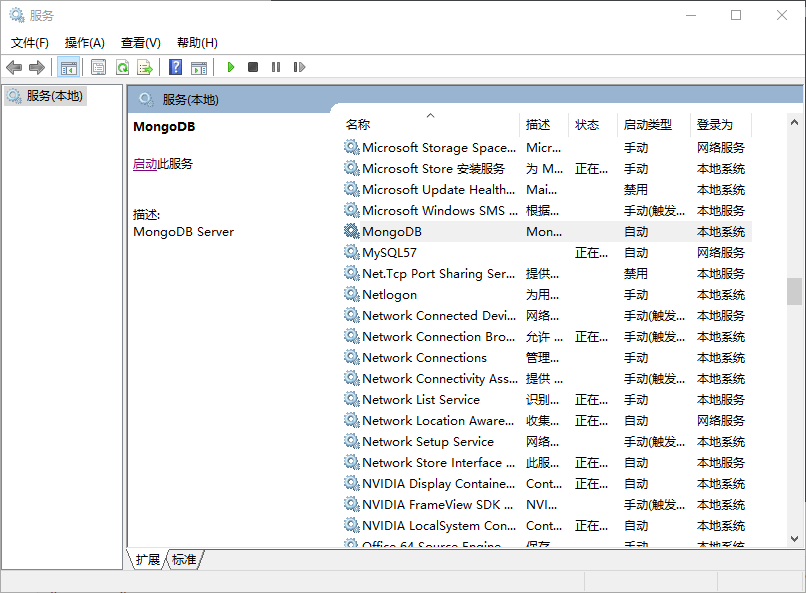 服务
文件(F) 操作(A) 查看(V) 帮助(H)
服务(本地)
服务(本地)
MongoDB
启动此服务
描述:
MongoDB Server
名称 描述 状态 启动类型 登录为
Microsoft Storage Space... Micr... 手动 网络服务
Microsoft Store 安装服务 为 M... 正在... 手动 本地系统
Microsoft Update Health... Mai... 禁用 本地系统
Microsoft Windows SMS ... 根据... 手动(触发... 本地服务
MongoDB Mon... 自动 本地系统
MySQL57 正在... 自动 网络服务
Net.Tcp Port Sharing Ser... 提供... 禁用 本地服务
Netlogon 为用... 手动 本地系统
Network Connected Devi... 网络... 手动(触发... 本地服务
Network Connection Bro... 允许 ... 正在... 手动(触发... 本地系统
Network Connections 管理... 手动 本地系统
Network Connectivity Ass... 提供 ... 手动(触发... 本地系统
Network List Service 识别... 正在... 手动 本地服务
Network Location Aware... 收集... 正在... 自动 网络服务
Network Setup Service 网络... 手动(触发... 本地系统
Network Store Interface ... 此服... 正在... 自动 本地服务
NVIDIA Display Containe... Cont... 正在... 自动 本地系统
NVIDIA FrameView SDK ... NVI... 手动(触发... 本地系统
NVIDIA LocalSystem Con... Cont... 正在... 自动 本地系统
Office 64 Source Engine 保存... 手动 本地系统
扩展 标准